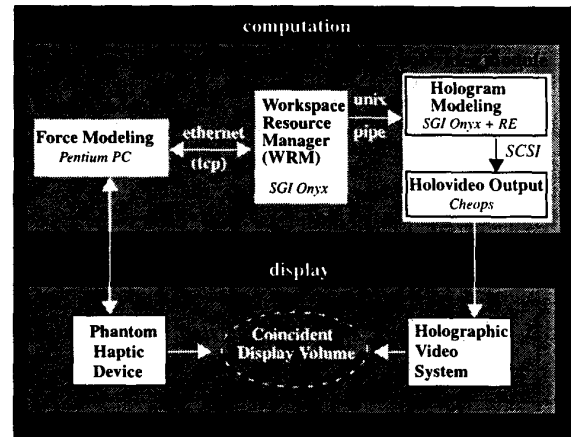 computation
Module
Force Modeling
Pentium PC
ethernet
(tcp)
Workspace
Resource
Manager
(WRM)
SGI Onyx
unix
pipe
Hologram
Modeling
SGI Onyx + RE
SCSI
Holovideo Output
Cheops
display
Phantom
Haptic
Device
Coincident
Display Volume
Holographic
Video
System